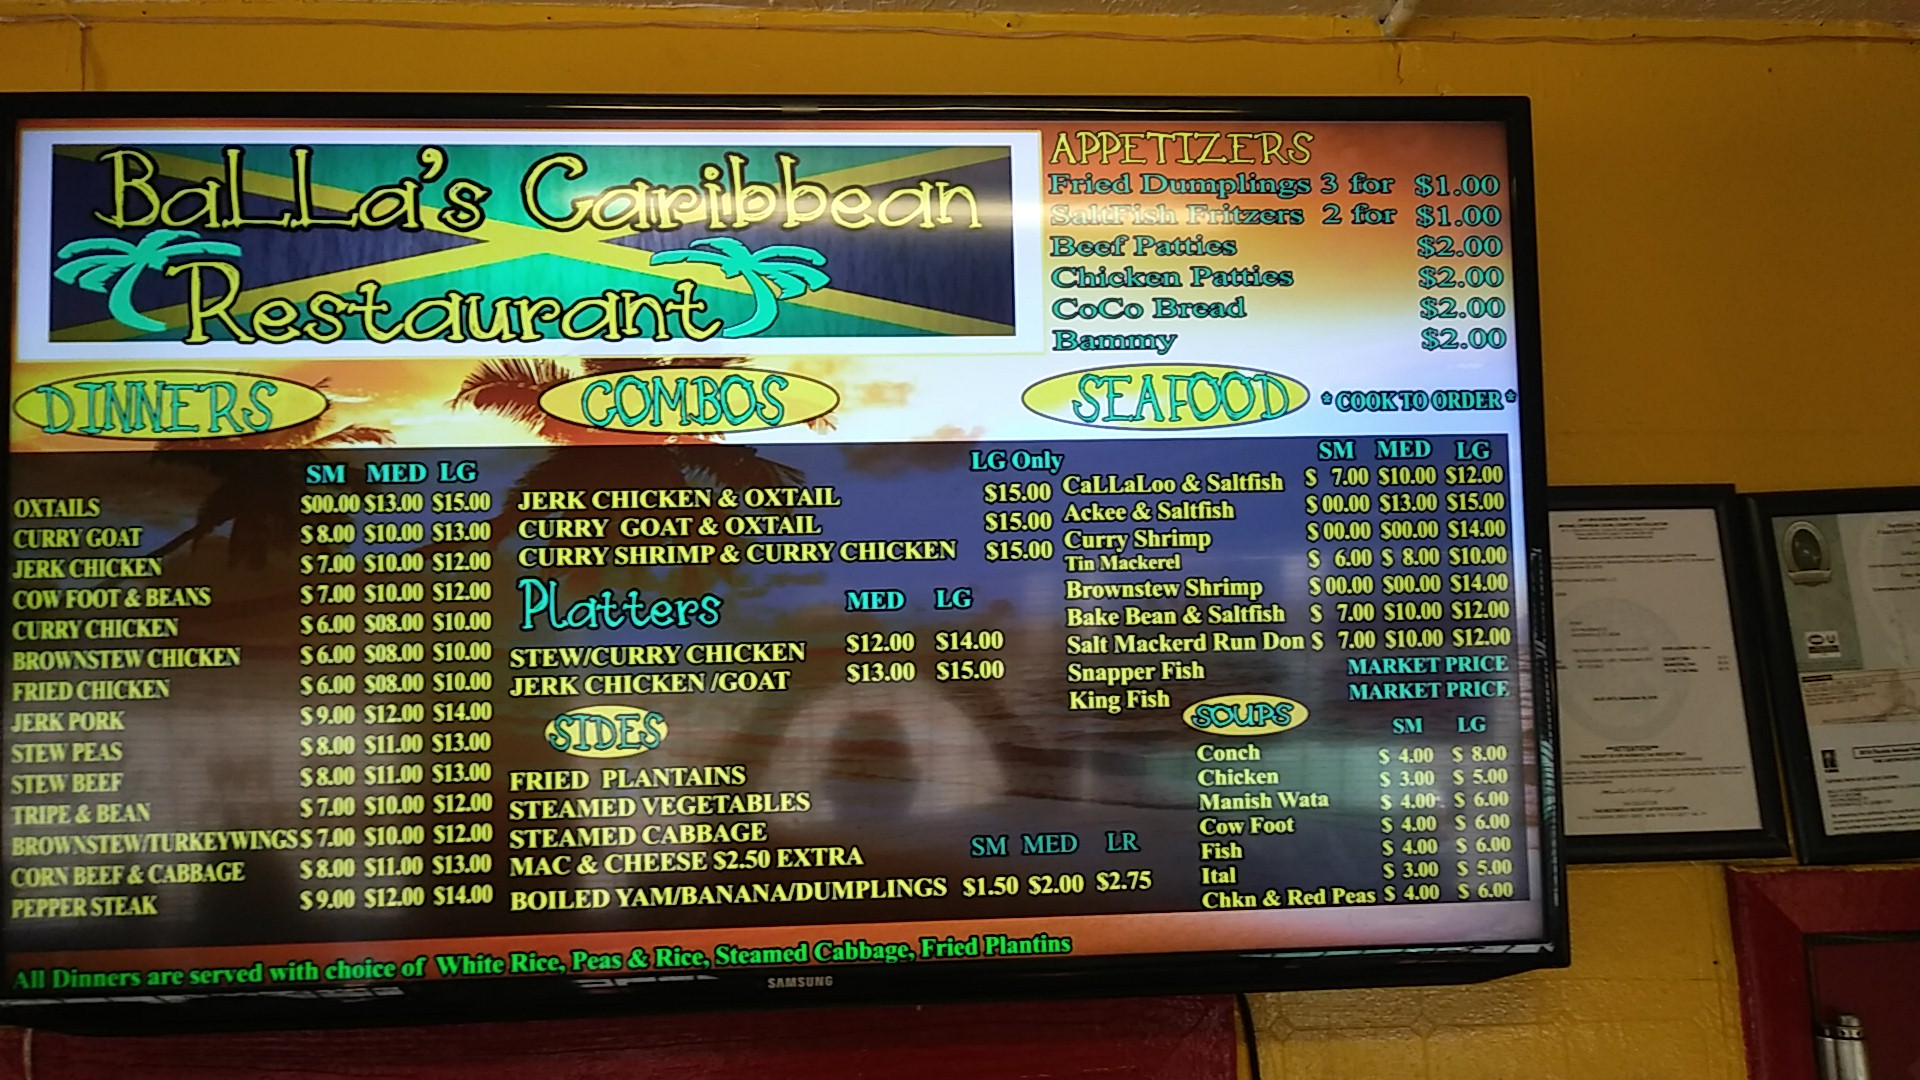 BaLLa's Caribbean
Restaurant
APPETIZERS
Fried Dumplings 3 for $1.00
SaltFish Fritzers 2 for $1.00
Beef Patties $2.00
Chicken Patties $2.00
CoCo Bread $2.00
Bammy $2.00
DINNERS
SM MED LG
OXTAILS $00.00 $13.00 $15.00
CURRY GOAT $8.00 $10.00 $13.00
JERK CHICKEN $7.00 $10.00 $12.00
COW FOOT & BEANS $7.00 $10.00 $12.00
CURRY CHICKEN $6.00 $08.00 $10.00
BROWNSTEW CHICKEN $6.00 $08.00 $10.00
FRIED CHICKEN $6.00 $08.00 $10.00
JERK PORK $9.00 $12.00 $14.00
STEW PEAS $8.00 $11.00 $13.00
STEW BEEF $8.00 $11.00 $13.00
TRIPE & BEAN $7.00 $10.00 $12.00
BROWNSTEW/TURKEYWINGS $7.00 $10.00 $12.00
CORN BEEF & CABBAGE $8.00 $11.00 $13.00
PEPPER STEAK $9.00 $12.00 $14.00
COMBOS
LG Only
JERK CHICKEN & OXTAIL $15.00
CURRY GOAT & OXTAIL $15.00
CURRY SHRIMP & CURRY CHICKEN $15.00
Platters MED LG
STEW/CURRY CHICKEN $12.00 $14.00
JERK CHICKEN /GOAT $13.00 $15.00
SIDES
FRIED PLANTAINS
STEAMED VEGETABLES
STEAMED CABBAGE
MAC & CHEESE $2.50 EXTRA
SM MED LR
BOILED YAM/BANANA/DUMPLINGS $1.50 $2.00 $2.75
SEAFOOD * COOK TO ORDER *
SM MED LG
CaLLaLoo & Saltfish $ 7.00 $10.00 $12.00
Ackee & Saltfish $00.00 $13.00 $15.00
Curry Shrimp $00.00 $00.00 $14.00
Tin Mackerel $ 6.00 $ 8.00 $10.00
Brownstew Shrimp $00.00 $00.00 $14.00
Bake Bean & Saltfish $ 7.00 $10.00 $12.00
Salt Mackerd Run Don $ 7.00 $10.00 $12.00
Snapper Fish MARKET PRICE
King Fish MARKET PRICE
SOUPS SM LG
Conch $ 4.00 $ 8.00
Chicken $ 3.00 $ 5.00
Manish Wata $ 4.00 $ 6.00
Cow Foot $ 4.00 $ 6.00
Fish $ 4.00 $ 6.00
Ital $ 3.00 $ 5.00
Chkn & Red Peas $ 4.00 $ 6.00
All Dinners are served with choice of White Rice, Peas & Rice, Steamed Cabbage, Fried Plantins
SAMSUNG